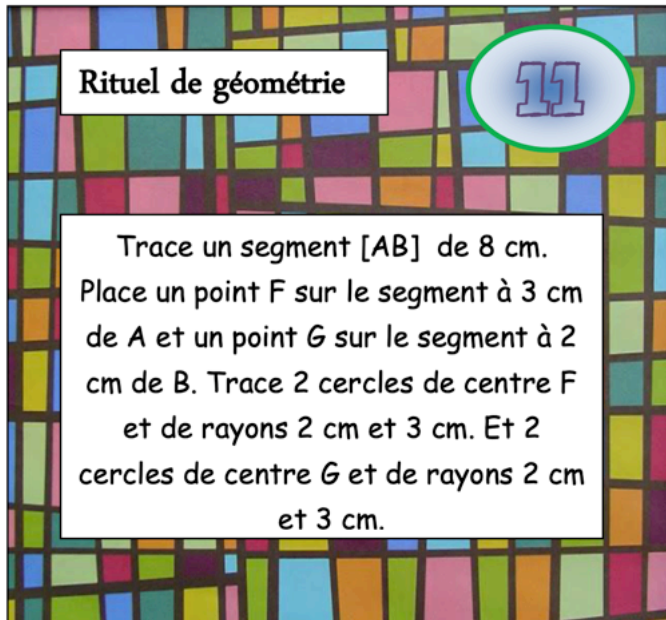 Rituel de géométrie
11
Trace un segment [AB] de 8 cm.
Place un point F sur le segment à 3 cm
de A et un point G sur le segment à 2
cm de B. Trace 2 cercles de centre F
et de rayons 2 cm et 3 cm. Et 2
cercles de centre G et de rayons 2 cm
et 3 cm.